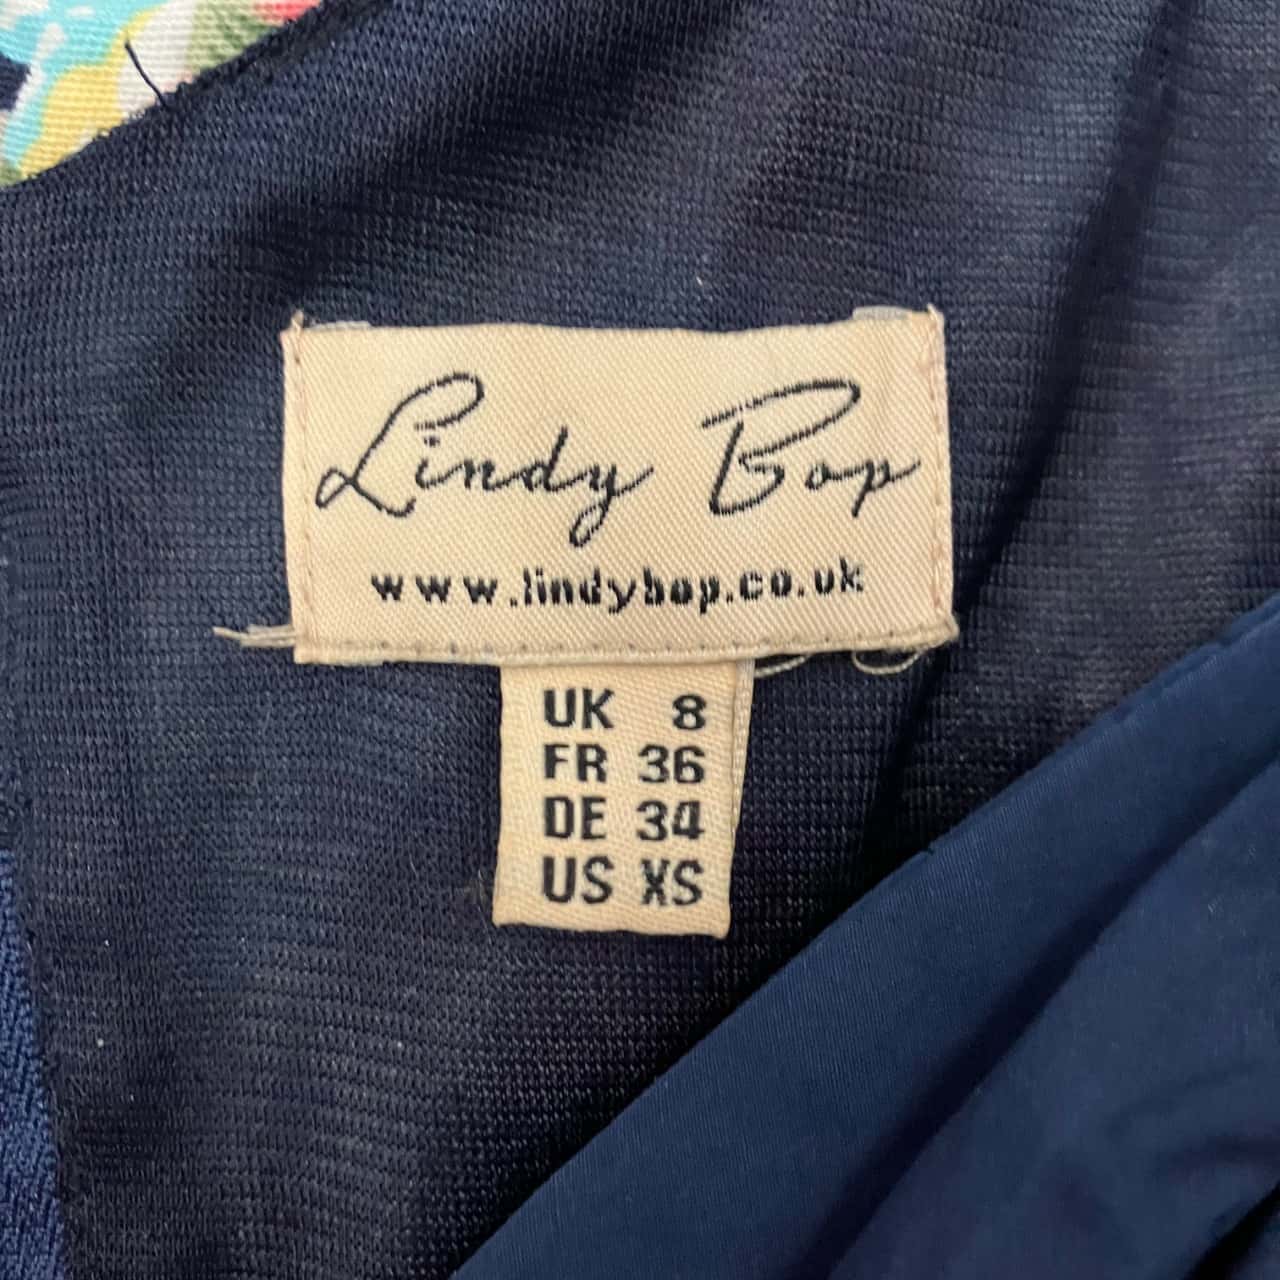 Lindy Bop
www.lindybop.co.uk
UK 8
FR 36
DE 34
US XS